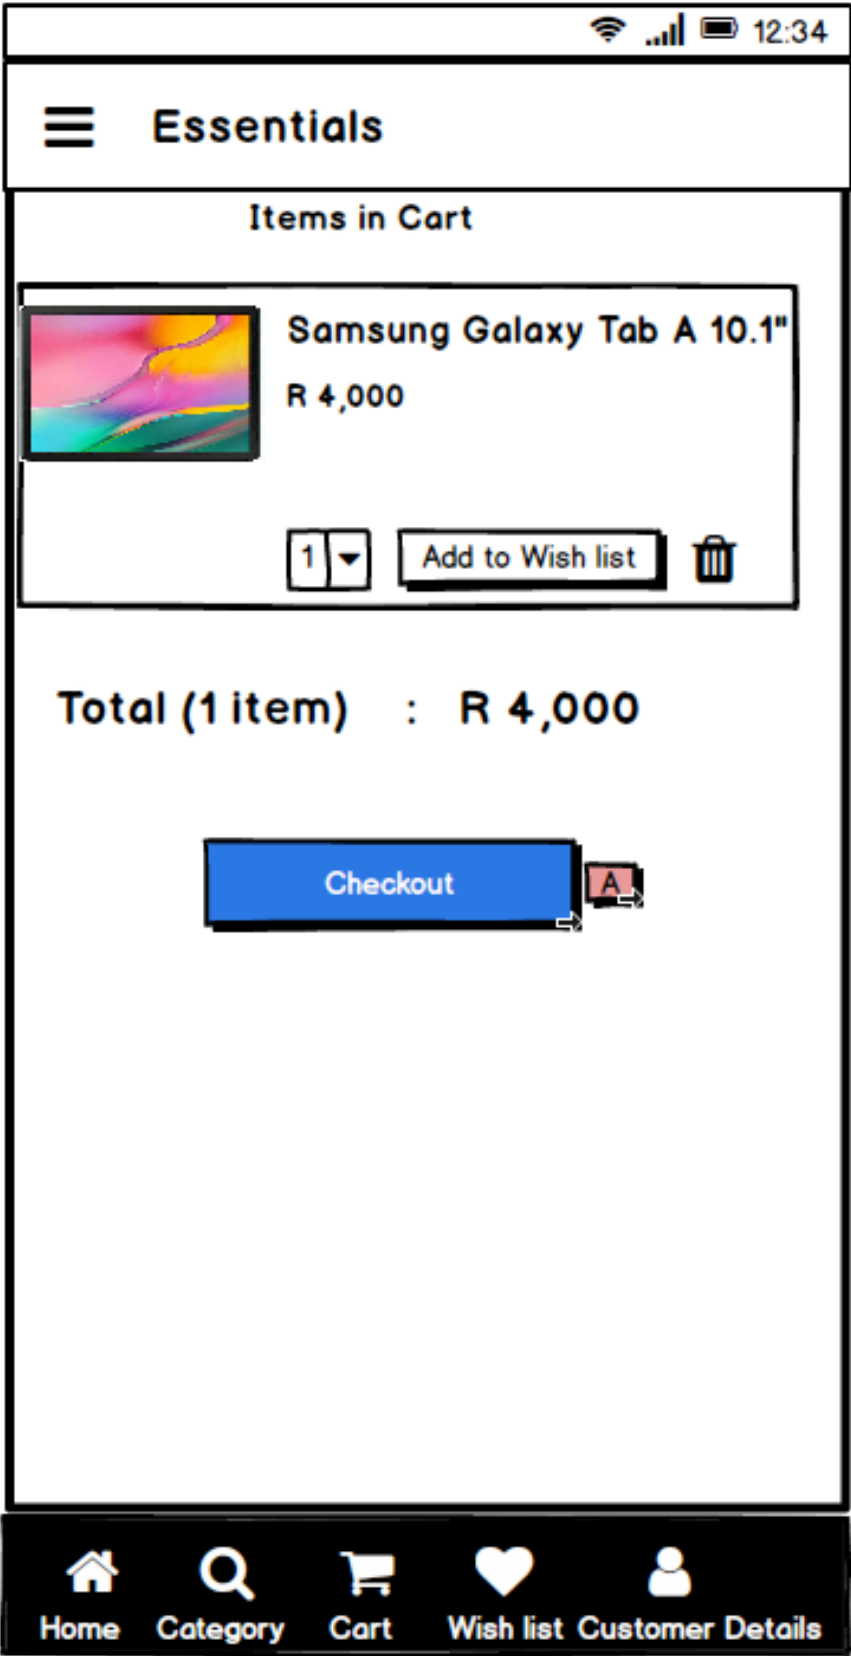 12:34
Essentials
Items in Cart
Samsung Galaxy Tab A 10.1"
R 4,000
1 Add to Wish list
Total (1 item) : R 4,000
Checkout A
Home Category Cart Wish list Customer Details